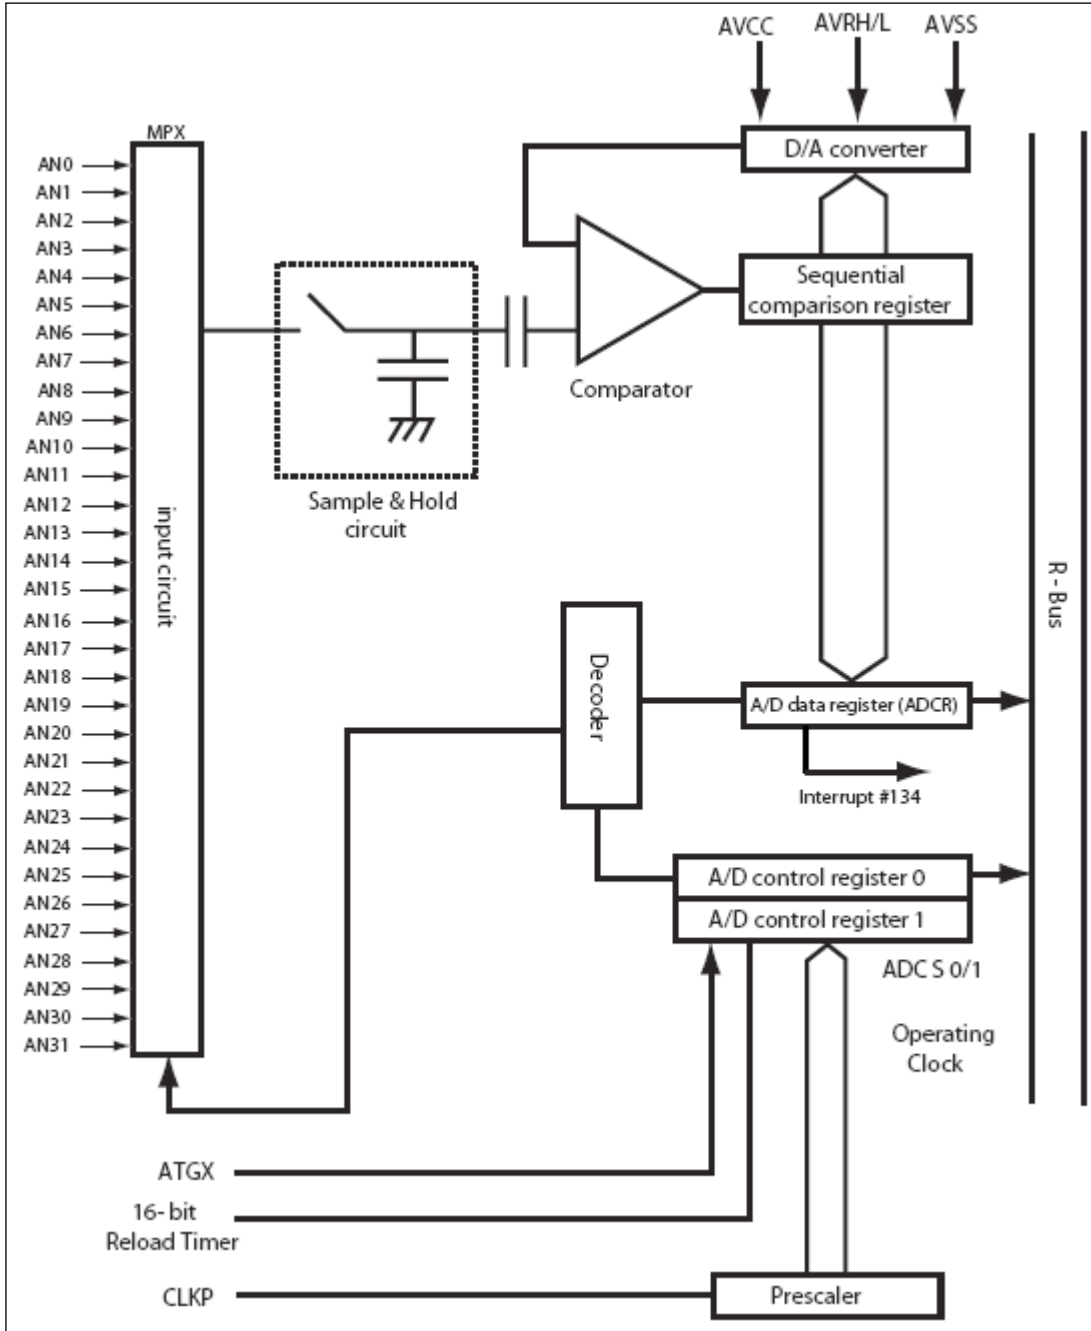 AVCC
AVRH/L
AVSS
MPX
D/A converter
AN0
AN1
AN2
AN3
AN4
AN5
AN6
AN7
AN8
AN9
AN10
AN11
AN12
AN13
AN14
AN15
AN16
AN17
AN18
AN19
AN20
AN21
AN22
AN23
AN24
AN25
AN26
AN27
AN28
AN29
AN30
AN31
input circuit
Sequential
comparison register
Comparator
Sample & Hold
circuit
R - Bus
Decoder
A/D data register (ADCR)
Interrupt #134
A/D control register 0
A/D control register 1
ADC S 0/1
Operating
Clock
ATGX
16- bit
Reload Timer
CLKP
Prescaler